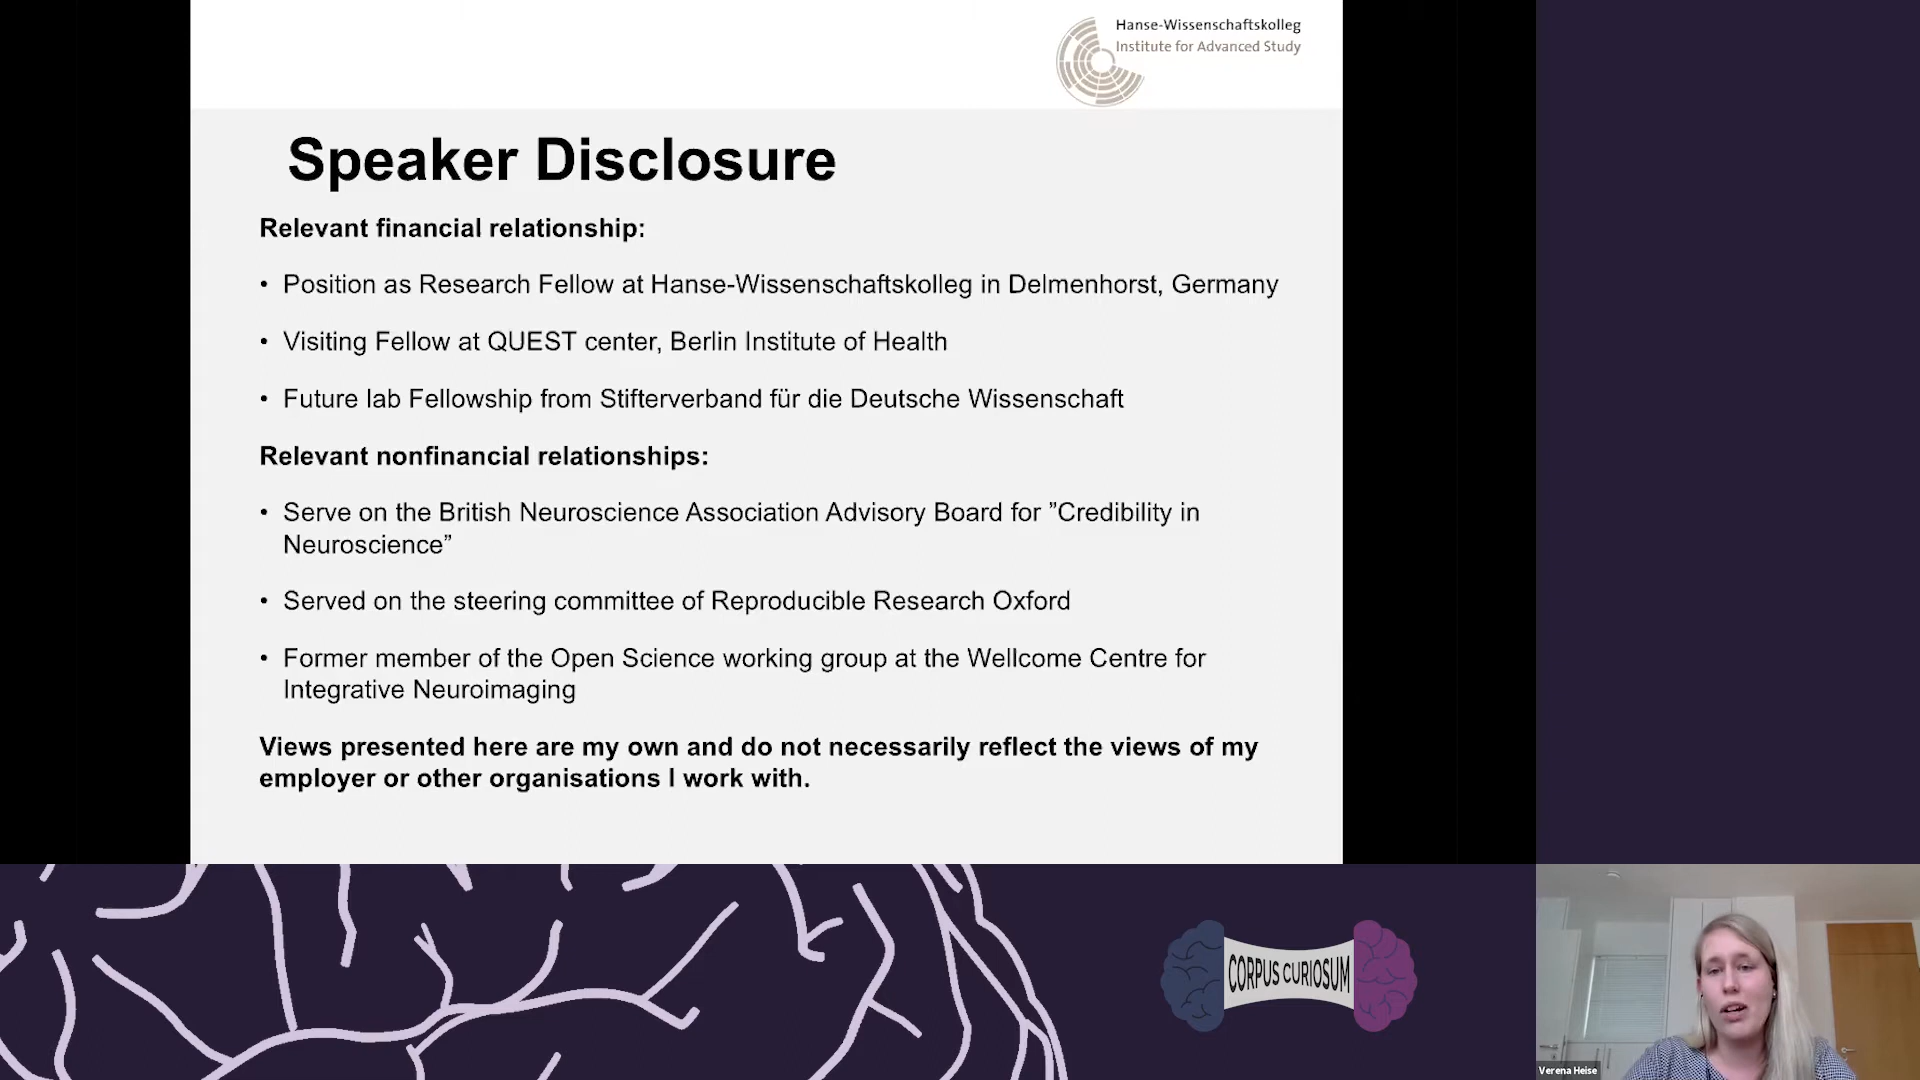 Hanse-Wissenschaftskolleg
Institute for Advanced Study
Speaker Disclosure
Relevant financial relationship:
• Position as Research Fellow at Hanse-Wissenschaftskolleg in Delmenhorst, Germany
• Visiting Fellow at QUEST center, Berlin Institute of Health
• Future lab Fellowship from Stifterverband für die Deutsche Wissenschaft
Relevant nonfinancial relationships:
• Serve on the British Neuroscience Association Advisory Board for ”Credibility in
Neuroscience”
• Served on the steering committee of Reproducible Research Oxford
• Former member of the Open Science working group at the Wellcome Centre for
Integrative Neuroimaging
Views presented here are my own and do not necessarily reflect the views of my
employer or other organisations I work with.
CORPUS CURIOSUM
Verena Heise